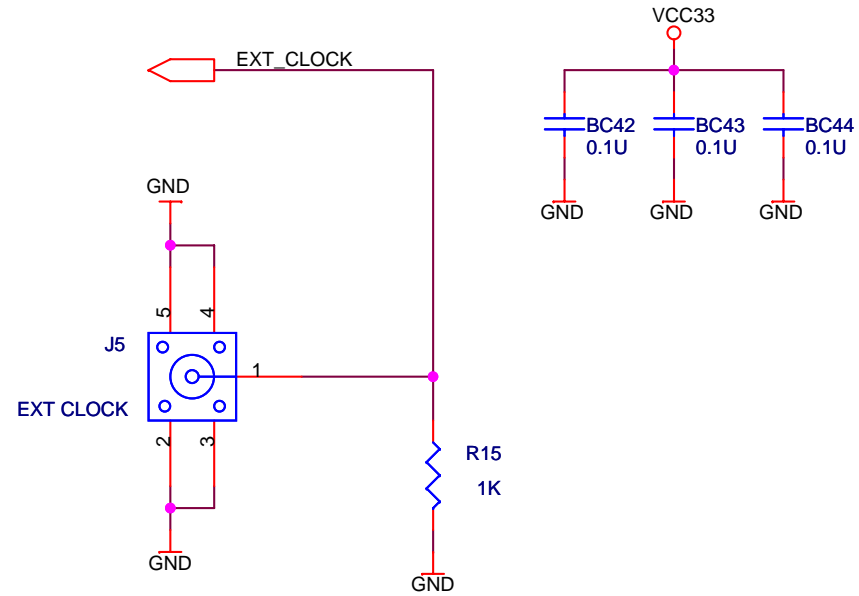 VCC33
EXT_CLOCK
BC42
0.1U
BC43
0.1U
BC44
0.1U
GND
GND
GND
GND
5
4
J5
1
EXT CLOCK
2
3
R15
1K
GND
GND